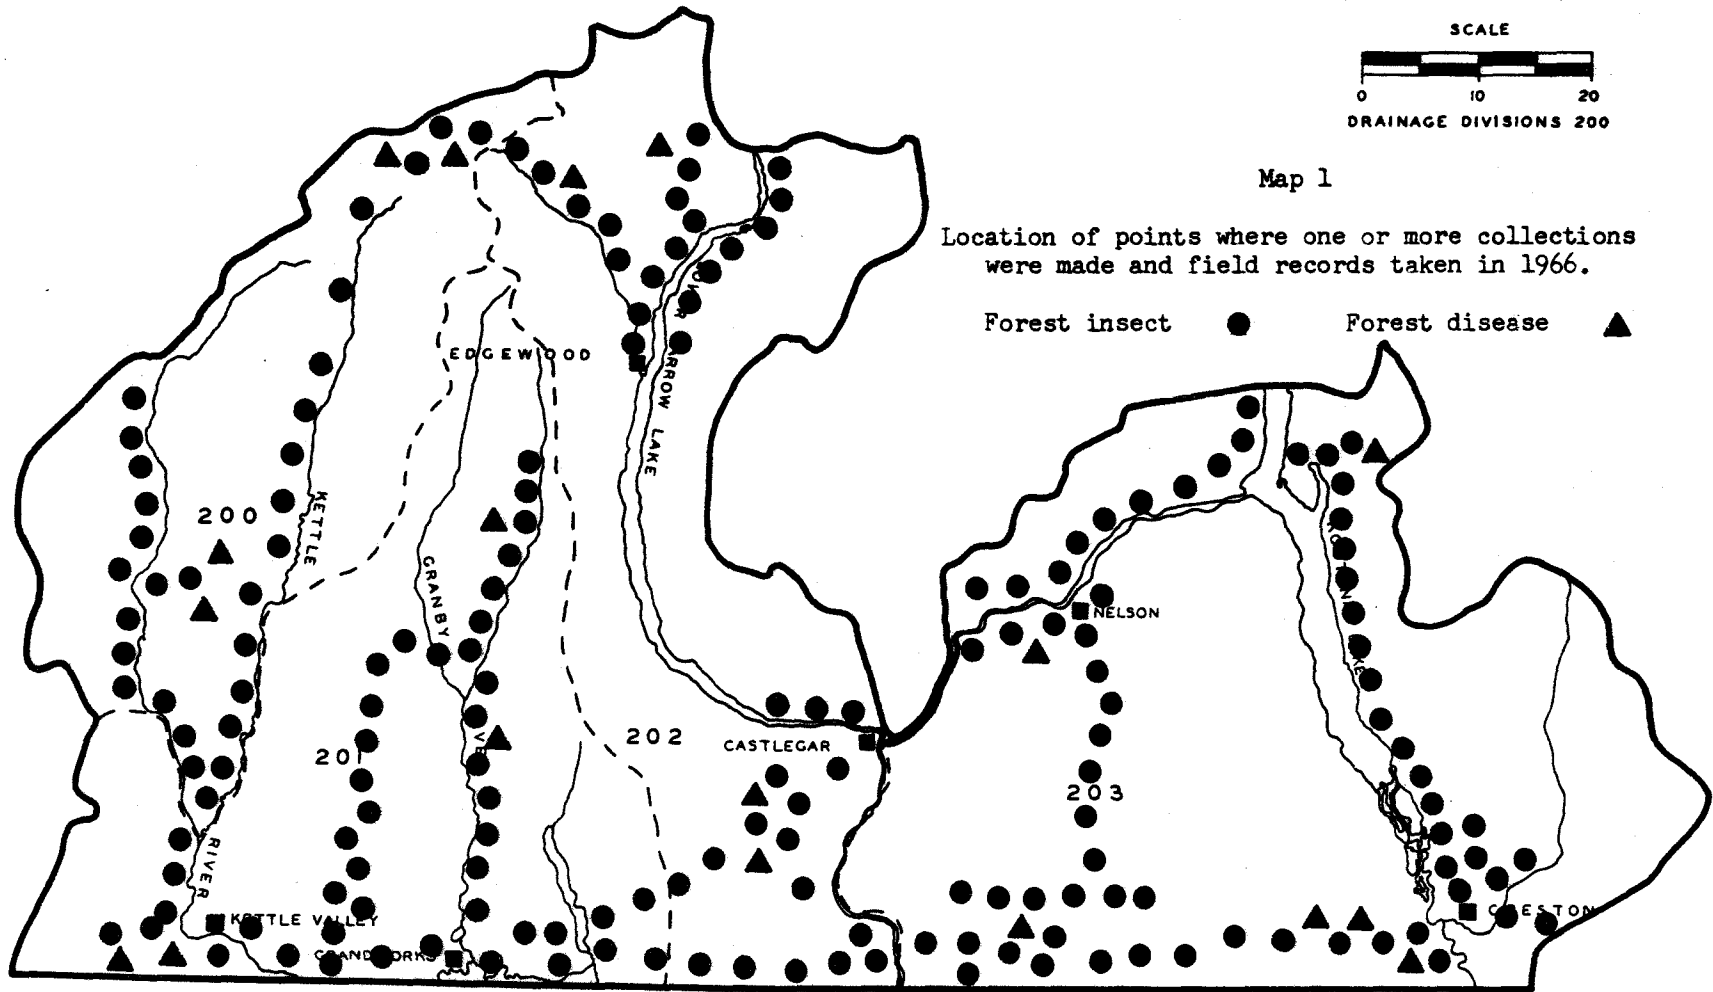 SCALE
0 10 20
DRAINAGE DIVISIONS 200
Map 1
Location of points where one or more collections
were made and field records taken in 1966.
Forest insect
Forest disease
EDGEWOOD
ARROW
LAKE
200
KETTLE
GRANBY
NELSON
201
202
CASTLEGAR
203
RIVER
KETTLE VALLEY
GRAND FORKS
CRESTON